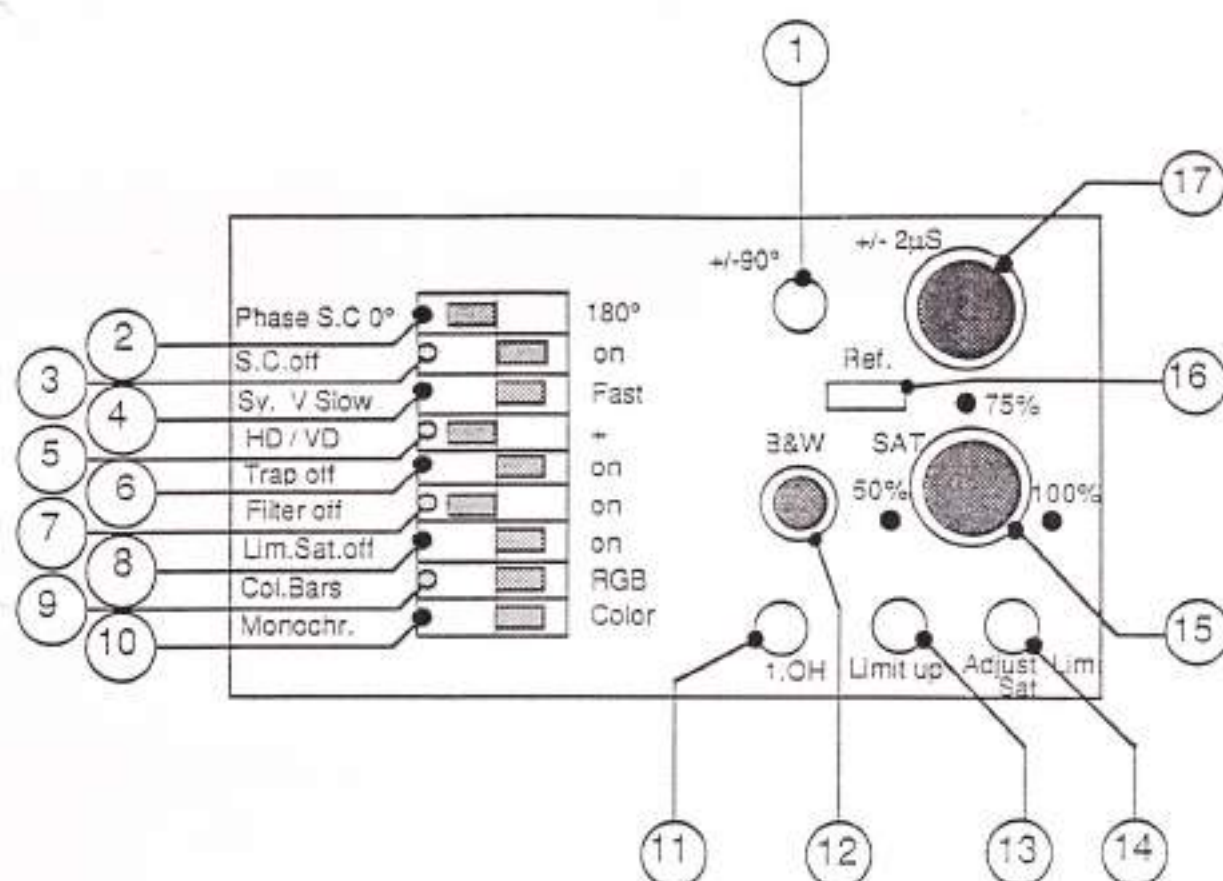 1
17
+/- 2µS
+/-90°
Phase S.C 0° 180°
2
S.C.off on
3
Ref.
16
Sv. V Slow Fast
4
75%
HD / VD +
5
B&W SAT
Trap off on
6
50% 100%
Filter off on
7
Lim.Sat.off on
8
Col.Bars RGB
9
Monochr. Color
10
15
1.OH Limit up Adjust Lim
Sat
11 12 13 14